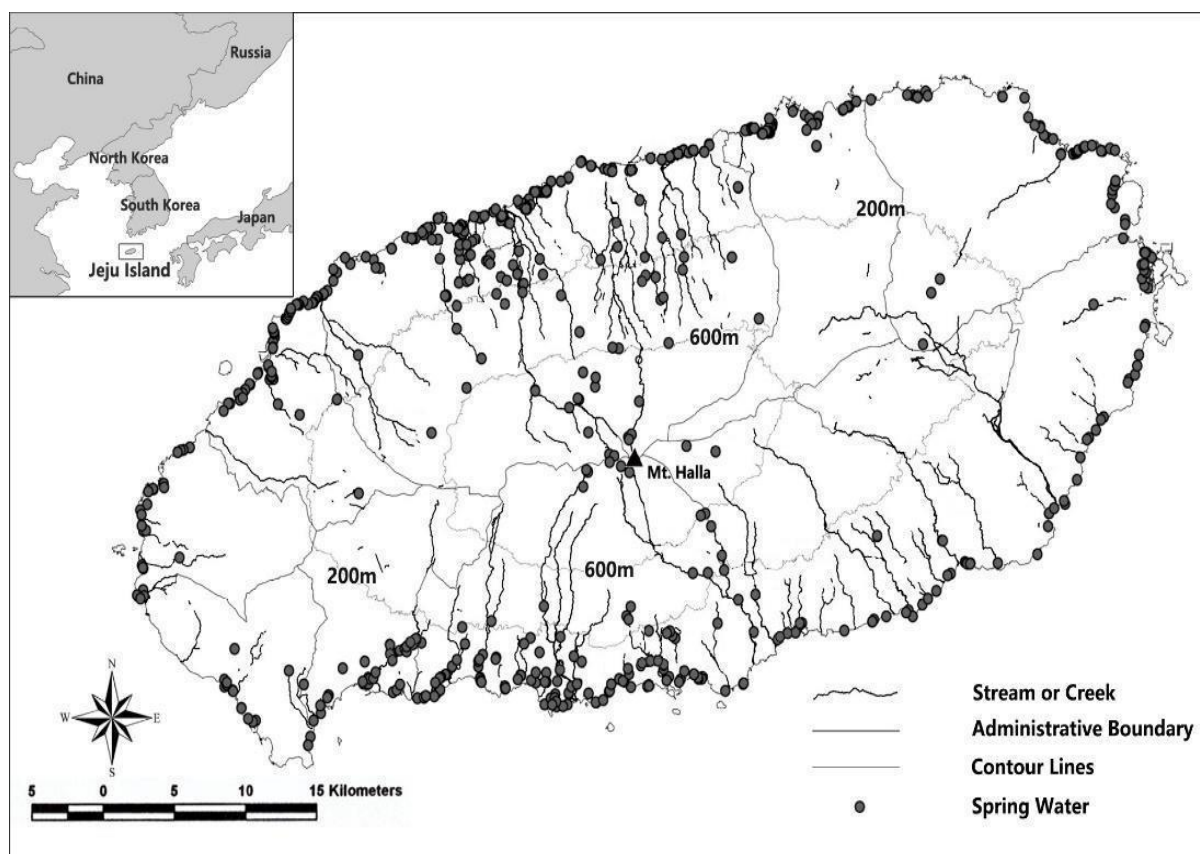 Russia
China
North Korea
South Korea
Japan
Jeju Island
200m
600m
Mt. Halla
200m
600m
N
W
E
S
Stream or Creek
Administrative Boundary
Contour Lines
Spring Water
5 0 5 10 15 Kilometers